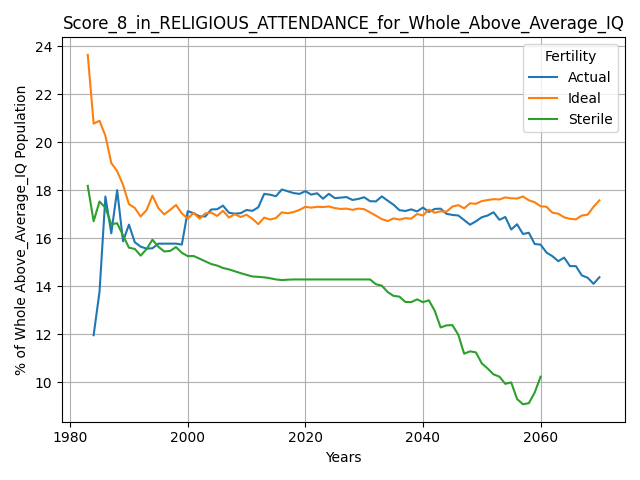 Score_8_in_RELIGIOUS_ATTENDANCE_for_Whole_Above_Average_IQ
% of Whole Above_Average_IQ Population
24
22
20
18
16
14
12
10
Fertility
Actual
Ideal
Sterile
1980
2000
2020
2040
2060
Years